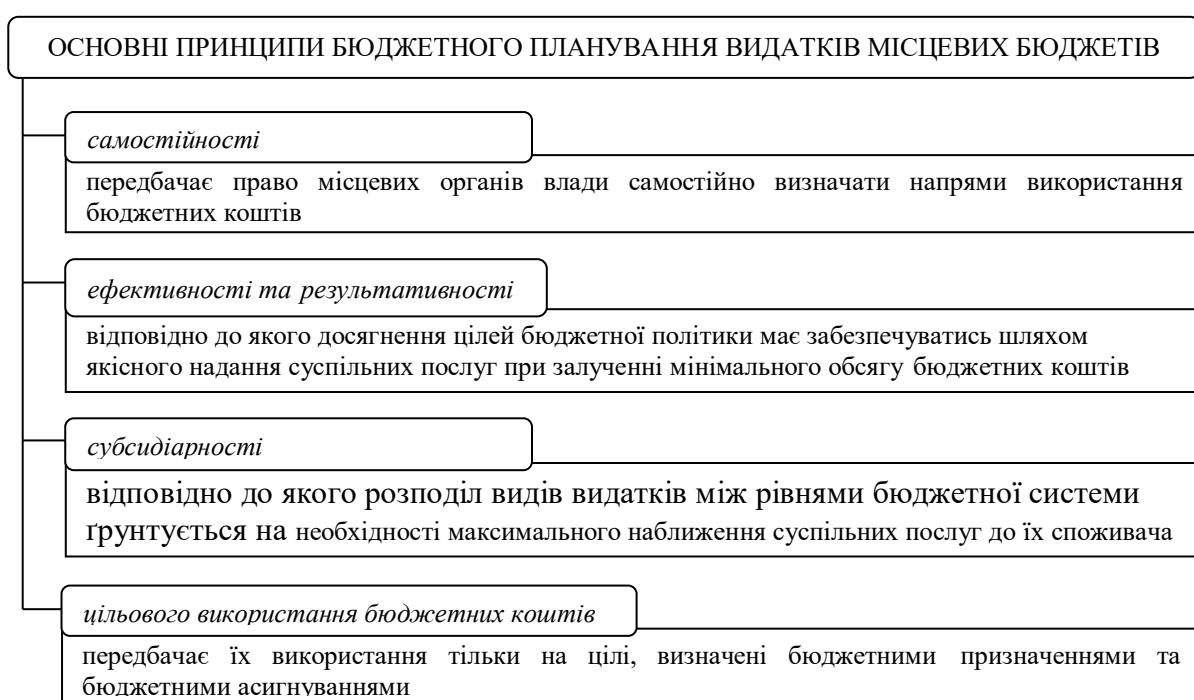 ОСНОВНІ ПРИНЦИПИ БЮДЖЕТНОГО ПЛАНУВАННЯ ВИДАТКІВ МІСЦЕВИХ БЮДЖЕТІВ
самостійності
передбачає право місцевих органів влади самостійно визначати напрями використання
бюджетних коштів
ефективності та результативності
відповідно до якого досягнення цілей бюджетної політики має забезпечуватись шляхом
якісного надання суспільних послуг при залученні мінімального обсягу бюджетних коштів
субсидіарності
відповідно до якого розподіл видів видатків між рівнями бюджетної системи
ґрунтується на необхідності максимального наближення суспільних послуг до їх споживача
цільового використання бюджетних коштів
передбачає їх використання тільки на цілі, визначені бюджетними призначеннями та
бюджетними асигнуваннями